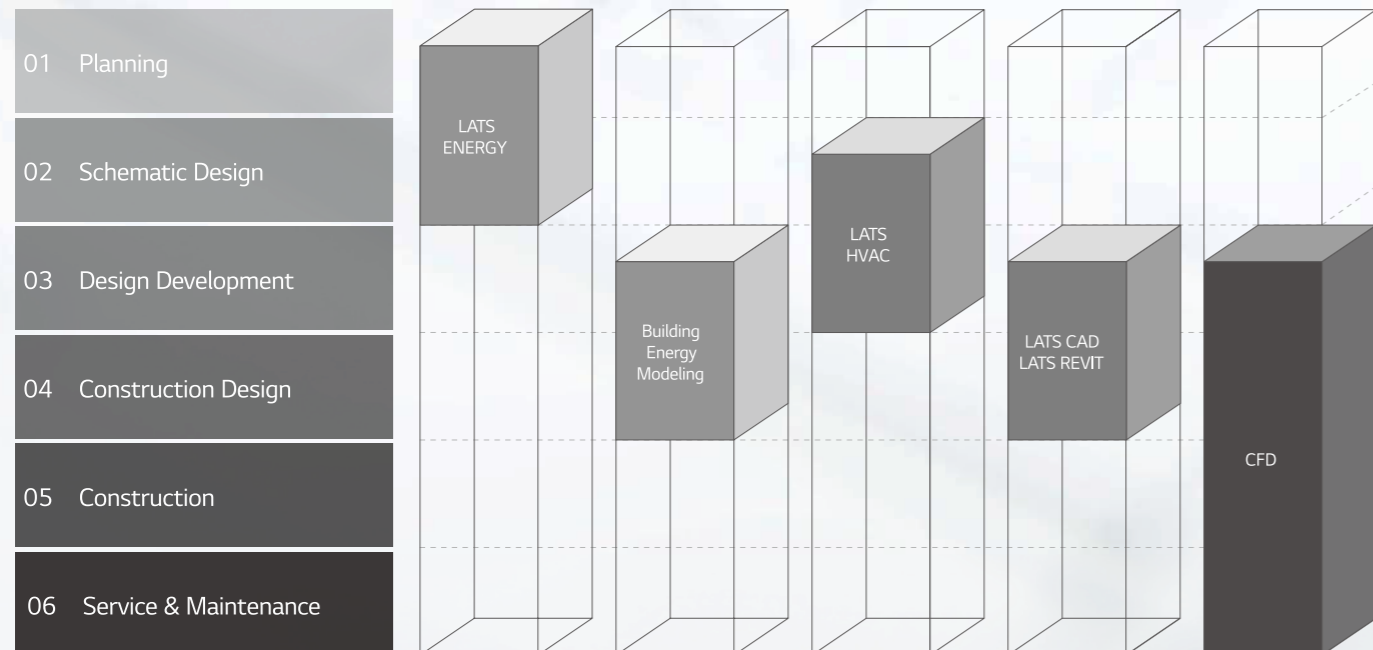 01 Planning
02 Schematic Design
03 Design Development
04 Construction Design
05 Construction
06 Service & Maintenance
LATS
ENERGY
Building
Energy
Modeling
LATS
HVAC
LATS CAD
LATS REVIT
CFD